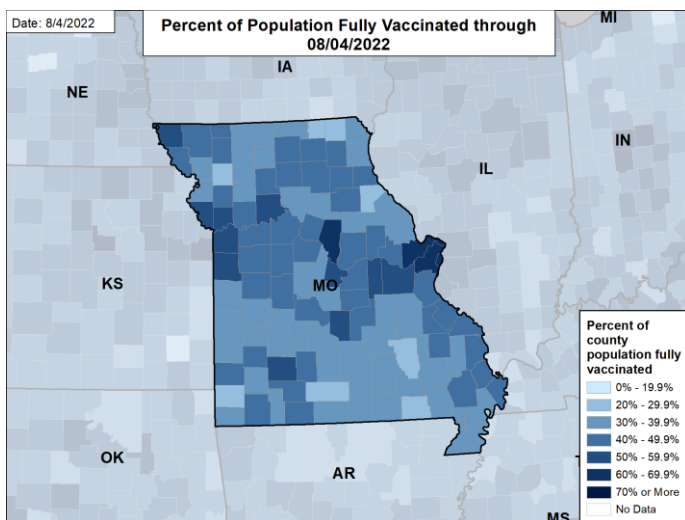 Date: 8/4/2022
Percent of Population Fully Vaccinated through
08/04/2022
MI
IA
NE
IN
IL
KS
MO
OK
AR
MS
Percent of
county
population fully
vaccinated
0% - 19.9%
20% - 29.9%
30% - 39.9%
40% - 49.9%
50% - 59.9%
60% - 69.9%
70% or More
No Data